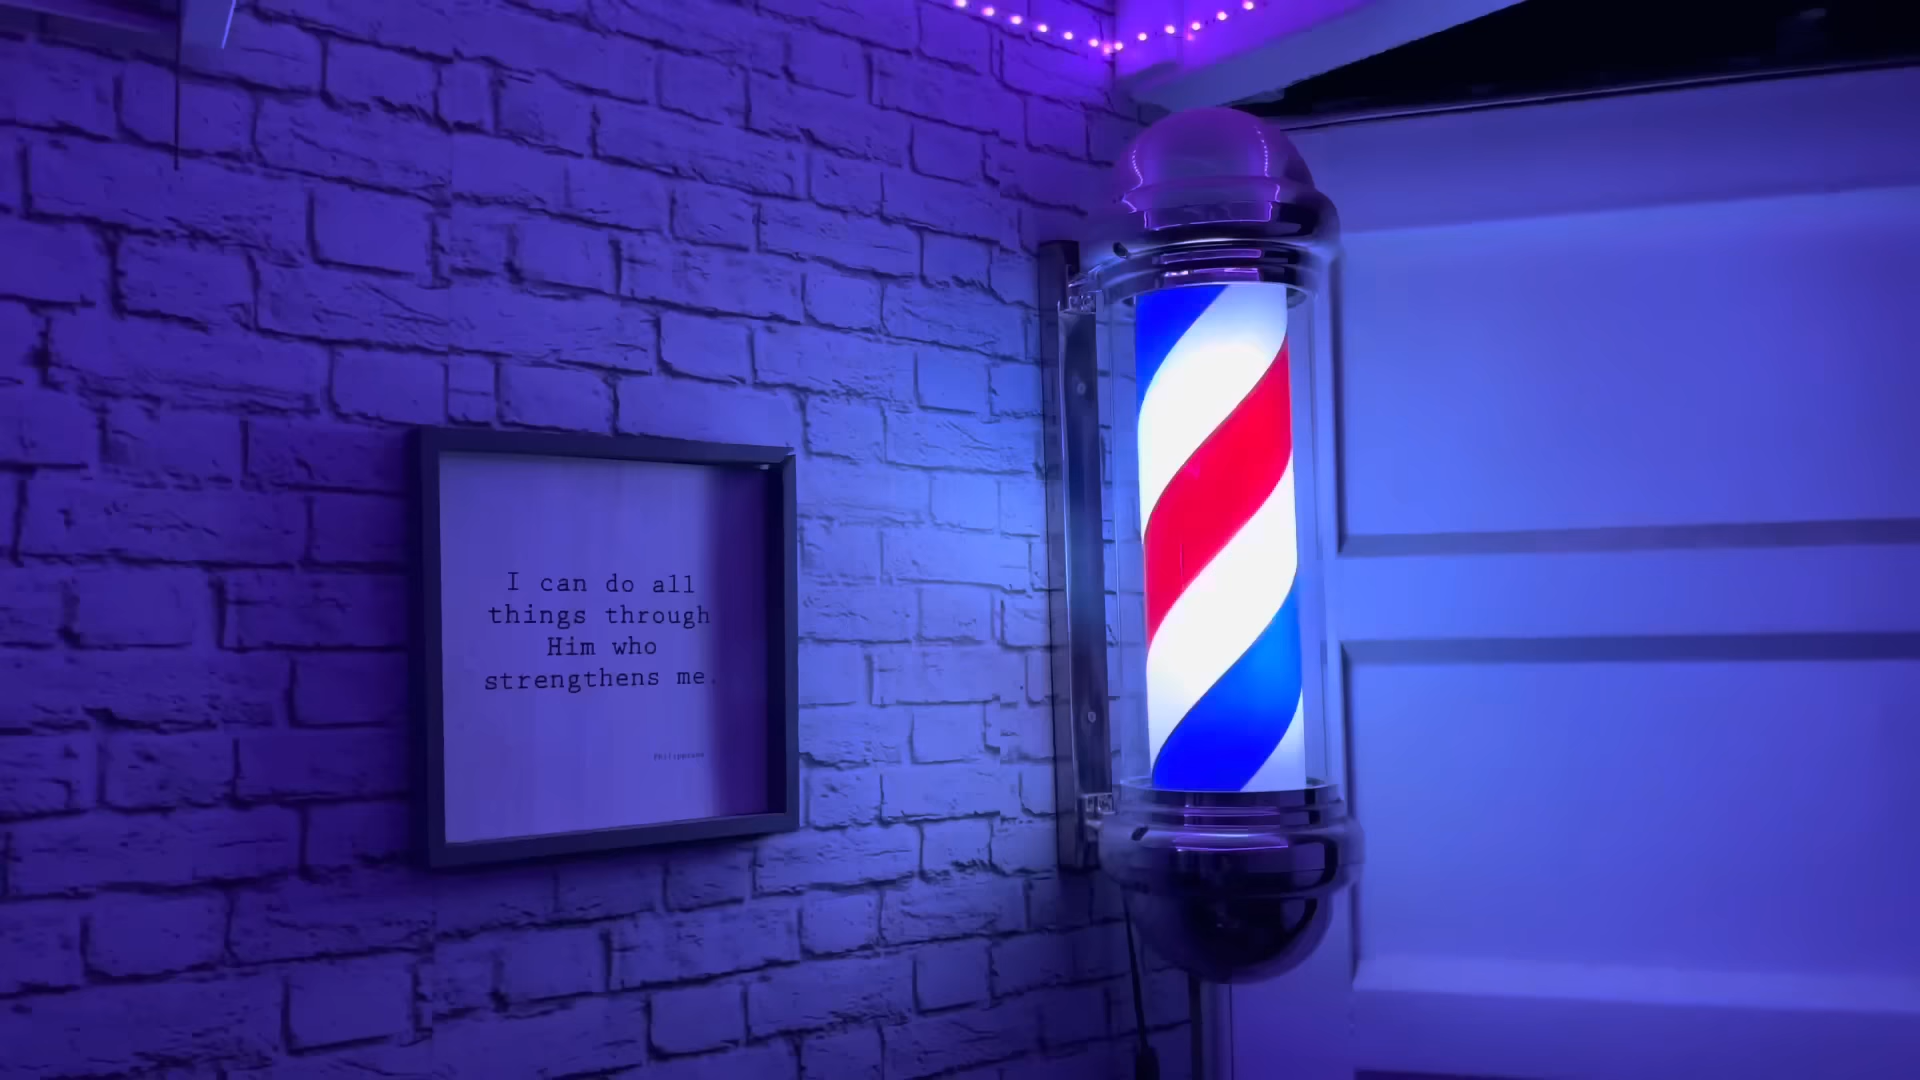 I can do all
things through
Him who
strengthens me.